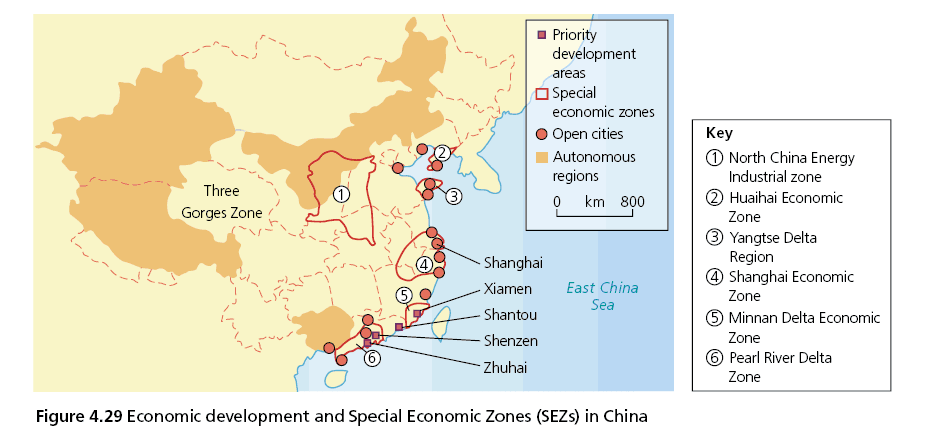 Priority
development
areas
Special
economic zones
Open cities
Autonomous
regions
0 km 800
Three
Gorges Zone
1
2
3
4
5
6
Shanghai
Xiamen
Shantou
Shenzen
Zhuhai
East China
Sea
Key
1 North China Energy
Industrial zone
2 Huaihai Economic
Zone
3 Yangtse Delta
Region
4 Shanghai Economic
Zone
5 Minnan Delta Economic
Zone
6 Pearl River Delta
Zone
Figure 4.29 Economic development and Special Economic Zones (SEZs) in China